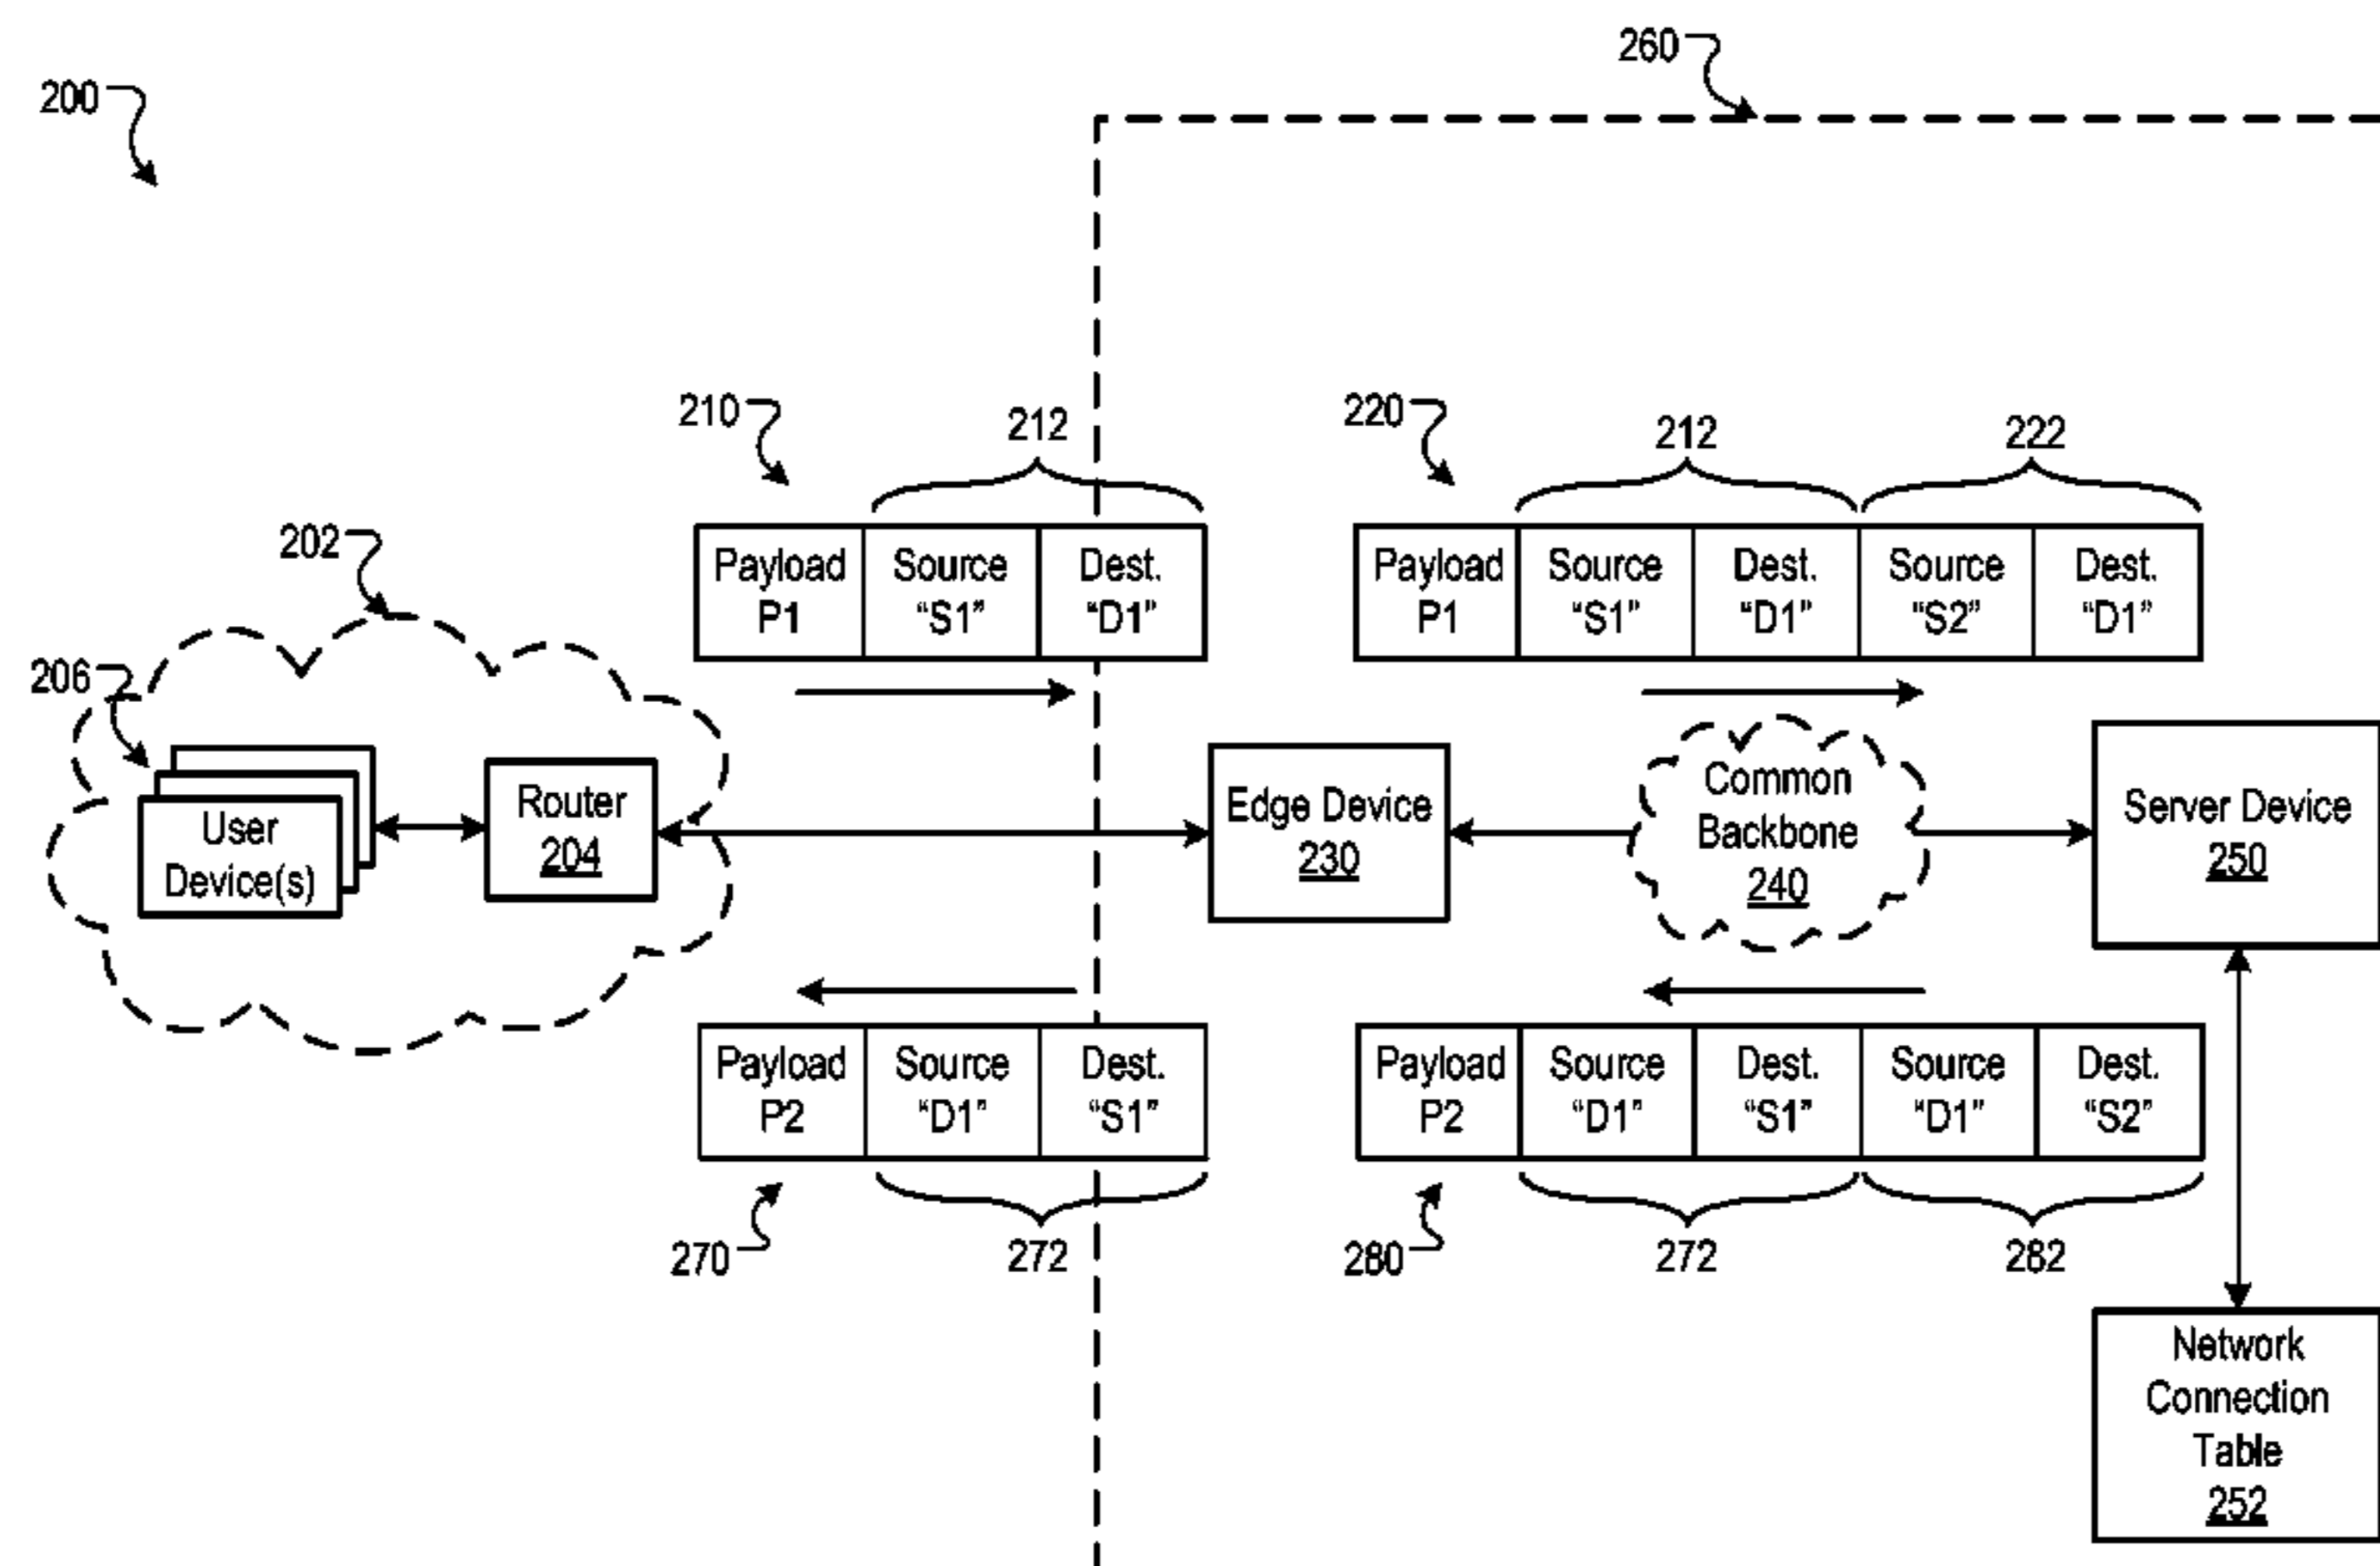 260
200
210
212
220
212
222
202
Payload
P1
Source
“S1”
Dest.
“D1”
Payload
P1
Source
“S1”
Dest.
“D1”
Source
“S2”
Dest.
“D1”
206
User
Device(s)
Router
204
Edge Device
230
Common
Backbone
240
Server Device
250
Payload
P2
Source
“D1”
Dest.
“S1”
Payload
P2
Source
“D1”
Dest.
“S1”
Source
“D1”
Dest.
“S2”
270
272
280
272
282
Network
Connection
Table
252